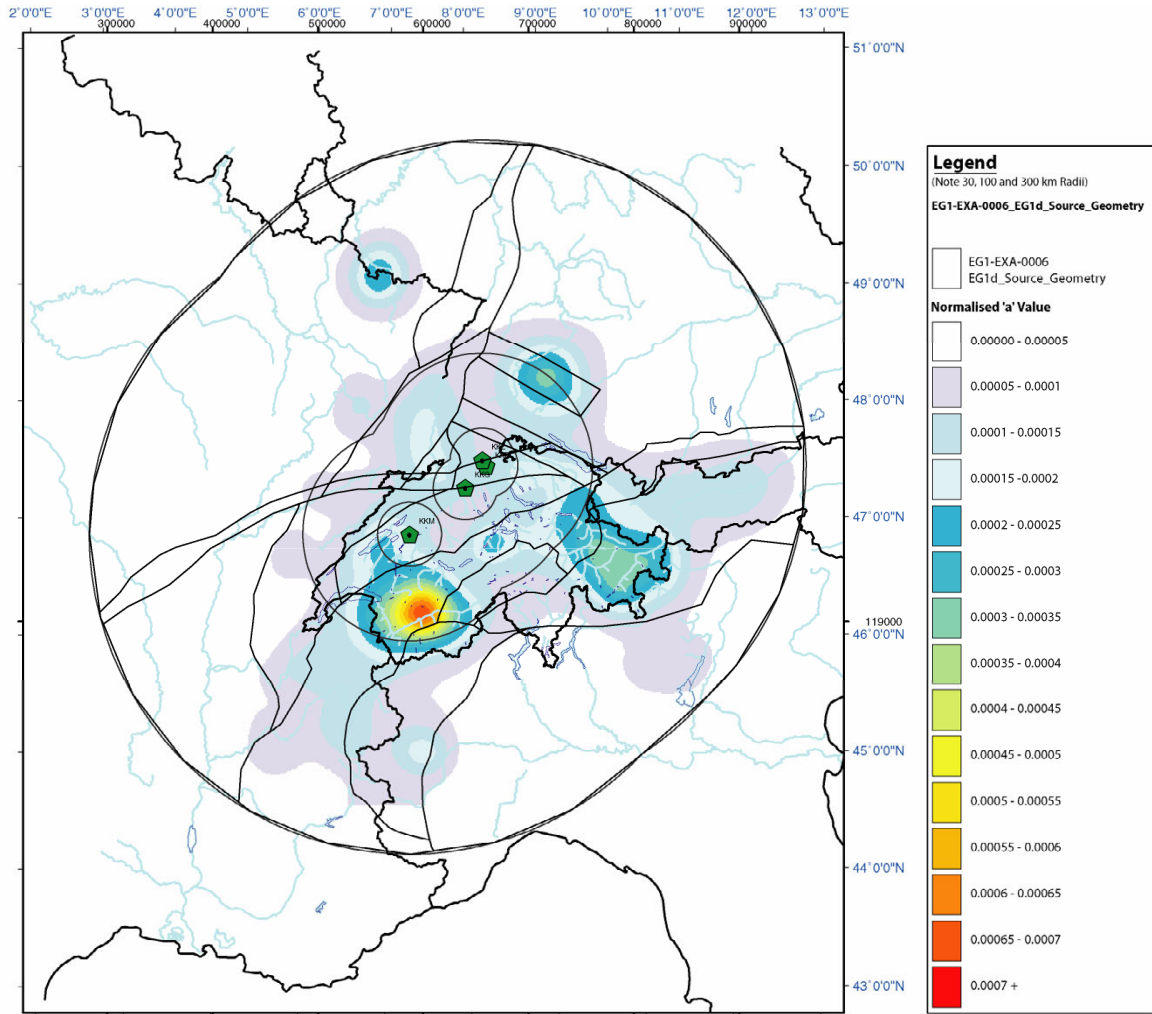 2°0'0"E 3°0'0"E 4°0'0"E 5°0'0"E 6°0'0"E 7°0'0"E 8°0'0"E 9°0'0"E 10°0'0"E 11°0'0"E 12°0'0"E 13°0'0"E
300000 400000 500000 600000 700000 800000 900000
51°0'0"N
50°0'0"N
49°0'0"N
48°0'0"N
47°0'0"N
KKM
119000
46°0'0"N
45°0'0"N
44°0'0"N
43°0'0"N
Legend
(Note 30, 100 and 300 km Radii)
EG1-EXA-0006_EG1d_Source_Geometry
EG1-EXA-0006
EG1d_Source_Geometry
Normalised 'a' Value
0.00000 - 0.00005
0.00005 - 0.0001
0.0001 - 0.00015
0.00015 - 0.0002
0.0002 - 0.00025
0.00025 - 0.0003
0.0003 - 0.00035
0.00035 - 0.0004
0.0004 - 0.00045
0.00045 - 0.0005
0.0005 - 0.00055
0.00055 - 0.0006
0.0006 - 0.00065
0.00065 - 0.0007
0.0007 +